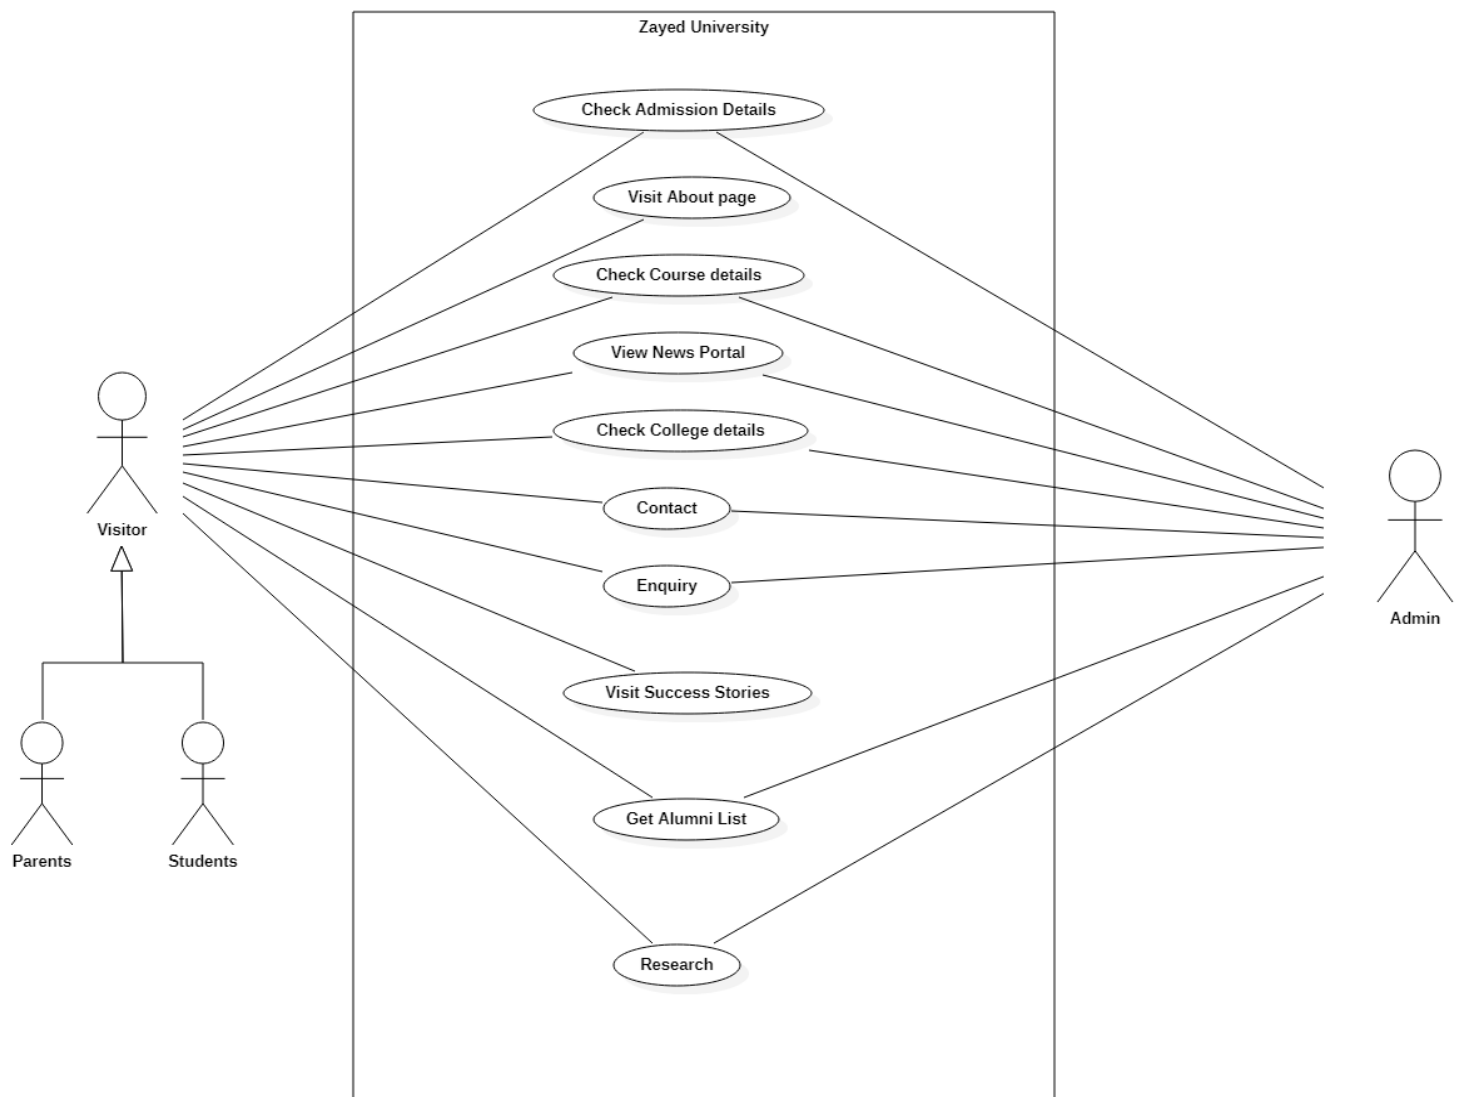 Zayed University
Check Admission Details
Visit About page
Check Course details
View News Portal
Check College details
Contact
Visitor
Enquiry
Admin
Visit Success Stories
Get Alumni List
Parents
Students
Research